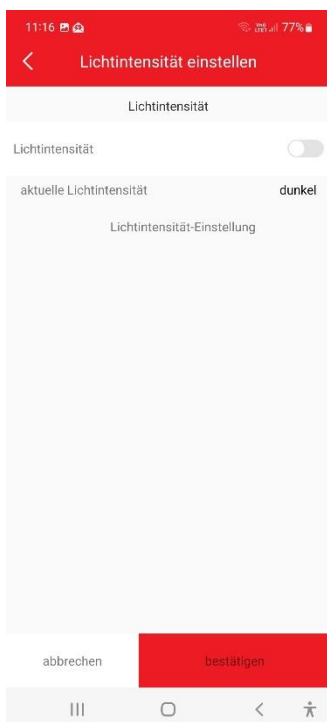 11:16 77%
Lichtintensität einstellen
Lichtintensität
Lichtintensität
aktuelle Lichtintensität dunkel
Lichtintensität-Einstellung
abbrechen bestätigen